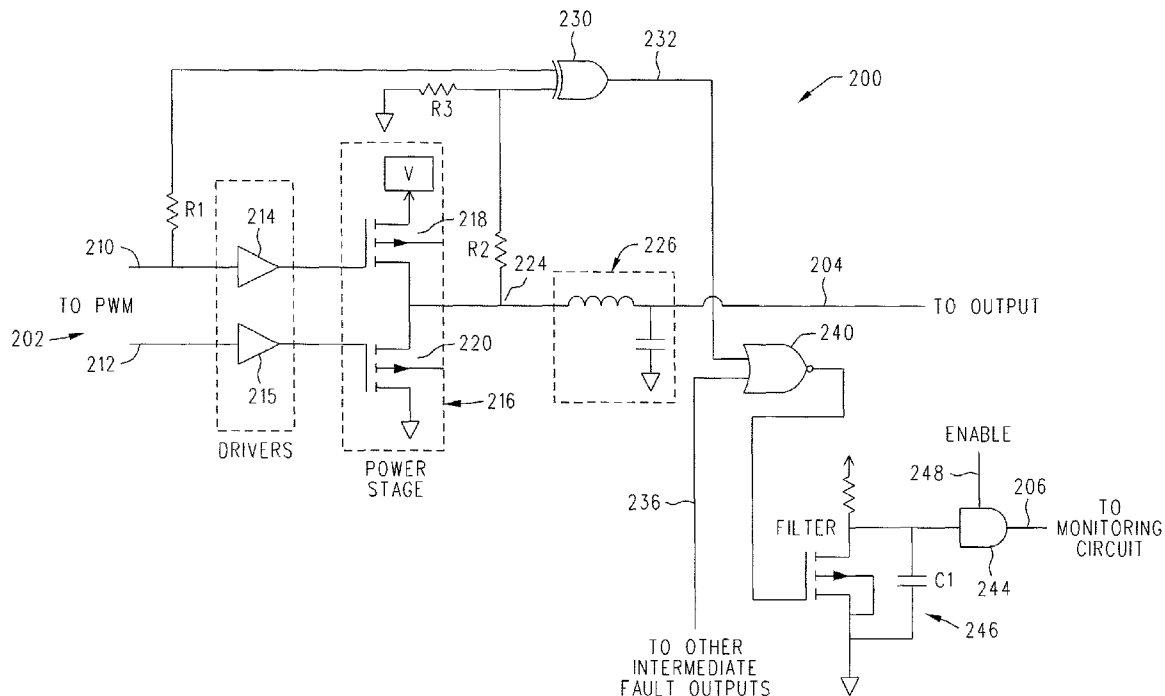 230
232
200
R3
V
218
R1
214
210
R2
224
226
204
TO PWM
TO OUTPUT
202
240
220
212
215
216
DRIVERS
POWER
STAGE
ENABLE
248
206
236
TO
MONITORING
CIRCUIT
FILTER
C1
244
246
TO OTHER
INTERMEDIATE
FAULT OUTPUTS